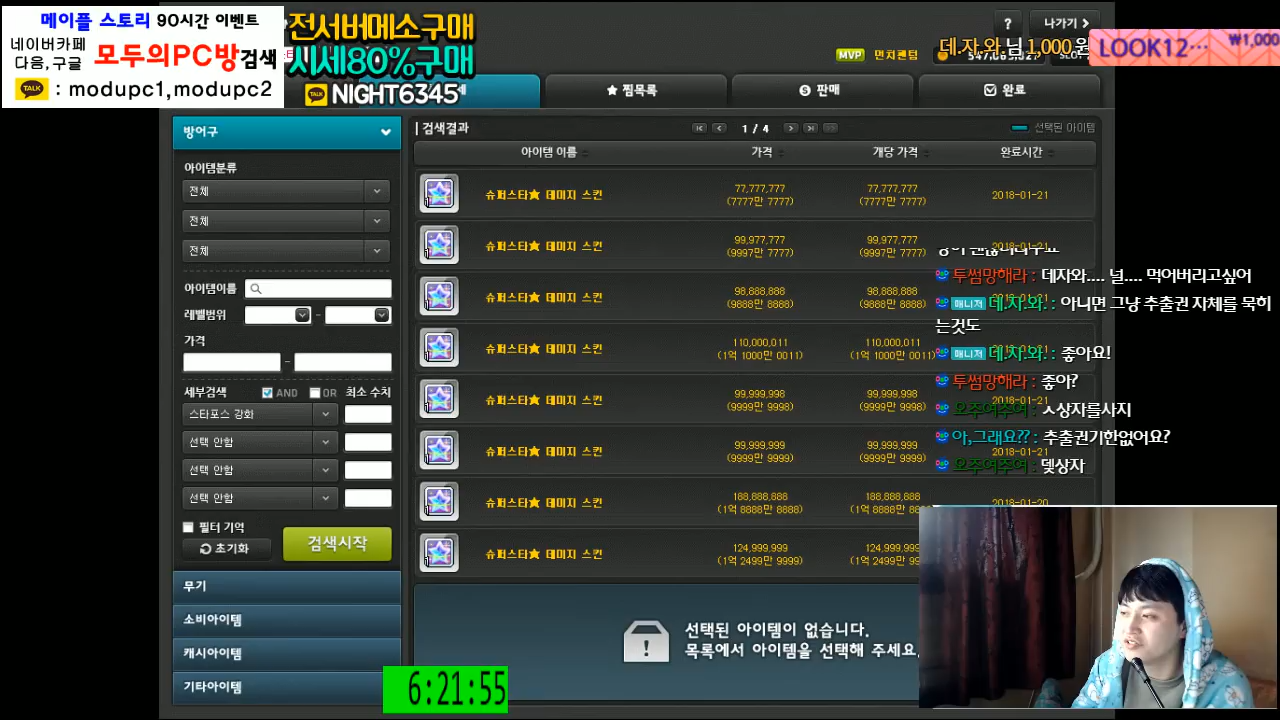 메이플 스토리 90시간 이벤트
네이버카페
다음,구글
모두의PC방검색
TALK : modupc1,modupc2
전서버메소구매
시세80%구매
TALK NIGHT6345
?
나가기
MVP 먼치켄텀
데.자.와.님 1,000원
LOOK12…
₩1,000
★ 찜목록
판매
완료
방어구
아이템분류
전체
전체
전체
아이템이름
레벨범위
-
가격
-
세부검색 AND OR 최소 수치
스타포스 강화
선택 안함
선택 안함
선택 안함
필터 기억
초기화
검색시작
무기
소비아이템
캐시아이템
기타아이템
검색결과
1 / 4
선택된 아이템
아이템 이름 가격 개당 가격 완료시간
슈퍼스타★ 데미지 스킨 77,777,777 77,777,777 2018-01-21
(7777만 7777) (7777만 7777)
슈퍼스타★ 데미지 스킨 99,977,777 99,977,777 2018-01-21
(9997만 7777) (9997만 7777)
슈퍼스타★ 데미지 스킨 98,888,888 98,888,888 2018-01-21
(9888만 8888) (9888만 8888)
슈퍼스타★ 데미지 스킨 110,000,011 110,000,011 2018-01-21
(1억 1000만 0011) (1억 1000만 0011)
슈퍼스타★ 데미지 스킨 99,999,998 99,999,998 2018-01-21
(9999만 9998) (9999만 9998)
슈퍼스타★ 데미지 스킨 99,999,999 99,999,999 2018-01-21
(9999만 9999) (9999만 9999)
슈퍼스타★ 데미지 스킨 188,888,888 188,888,888 2018-01-20
(1억 8888만 8888) (1억 8888만 8888)
슈퍼스타★ 데미지 스킨 124,999,999 124,999,999
(1억 2499만 9999) (1억 2499만 99
투썸망해라 : 데자와.... 널.... 먹어버리고싶어
매니저 데.자.와. : 아니면 그냥 추출권 자체를 묵히
는것도
매니저 데.자.와. : 좋아요!
투썸망해라 : 좋아?
오주여주여 : ㅅ상자를사지
아,그래요?? : 추출권기한없어요?
오주여주여 : 뎆상자
선택된 아이템이 없습니다.
목록에서 아이템을 선택해 주세요.
6:21:55